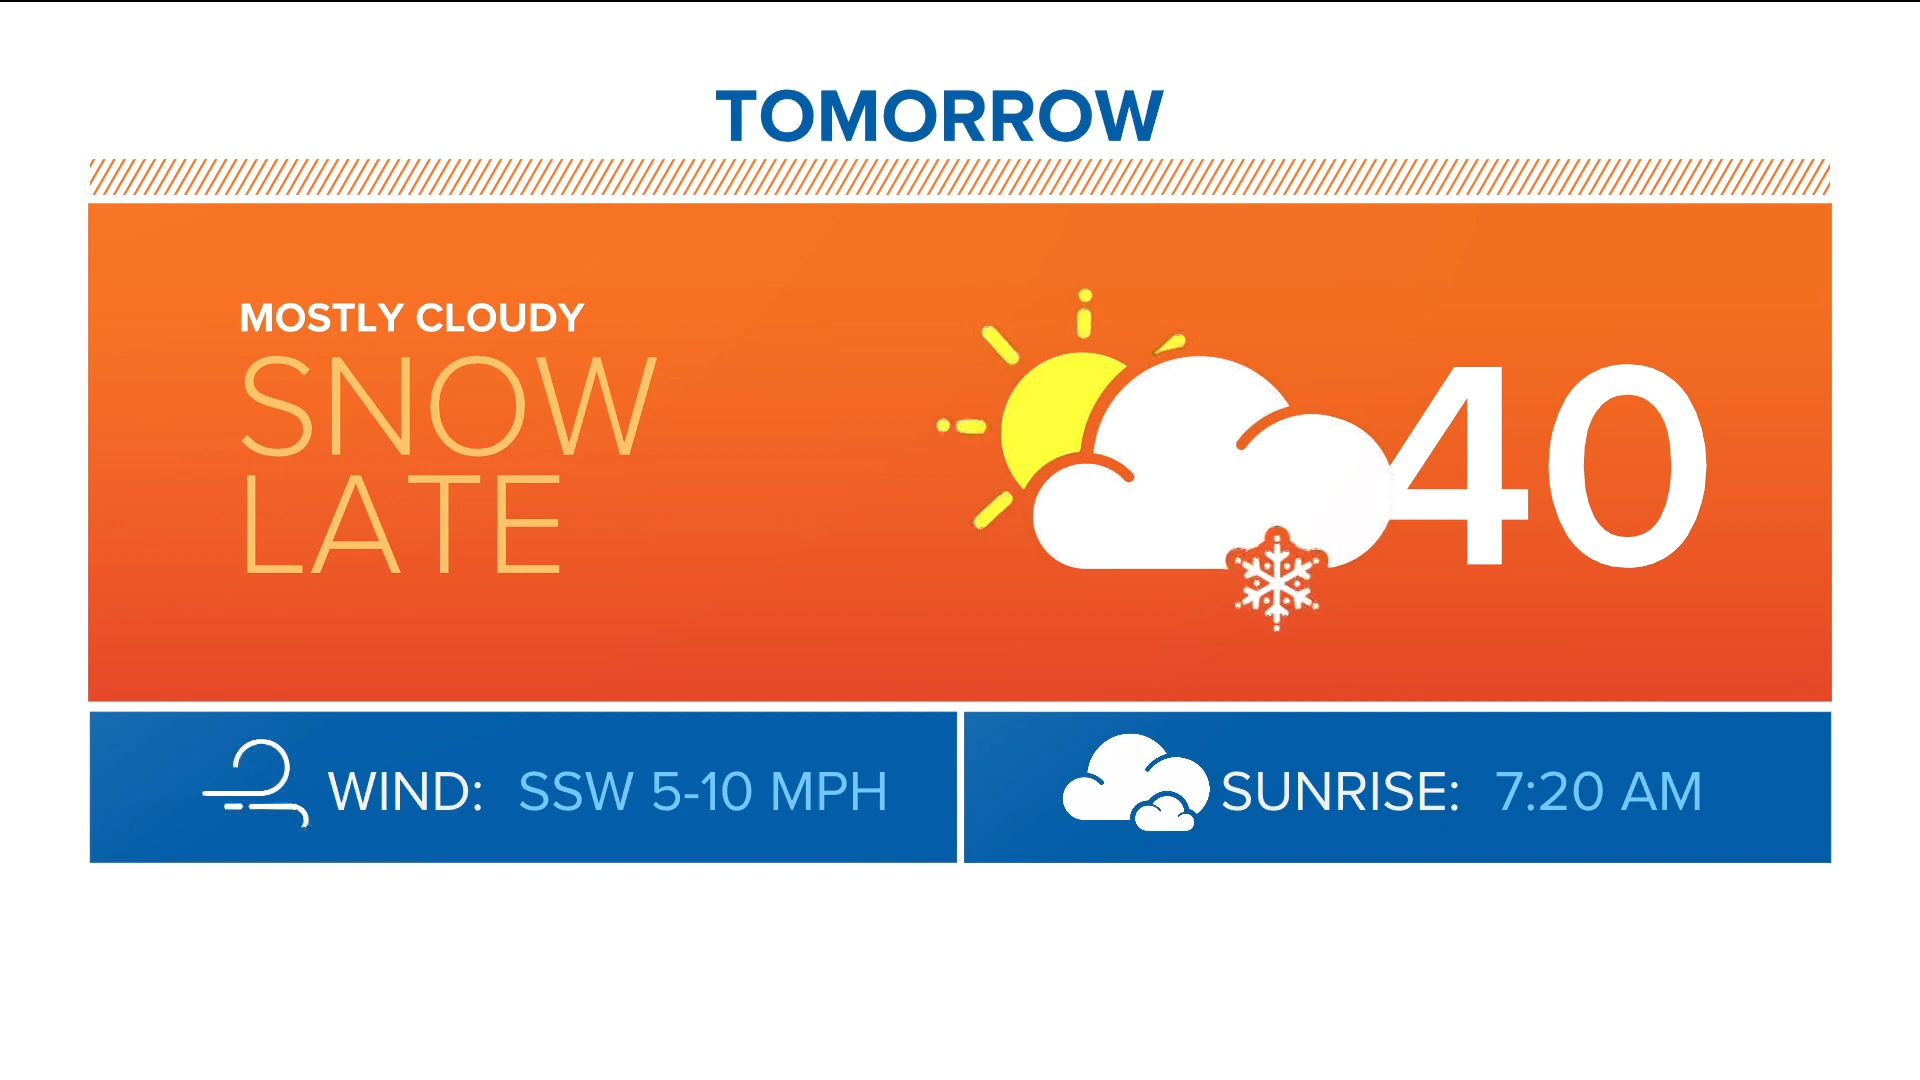 TOMORROW
MOSTLY CLOUDY
SNOW
LATE
40
WIND: SSW 5-10 MPH
SUNRISE: 7:20 AM